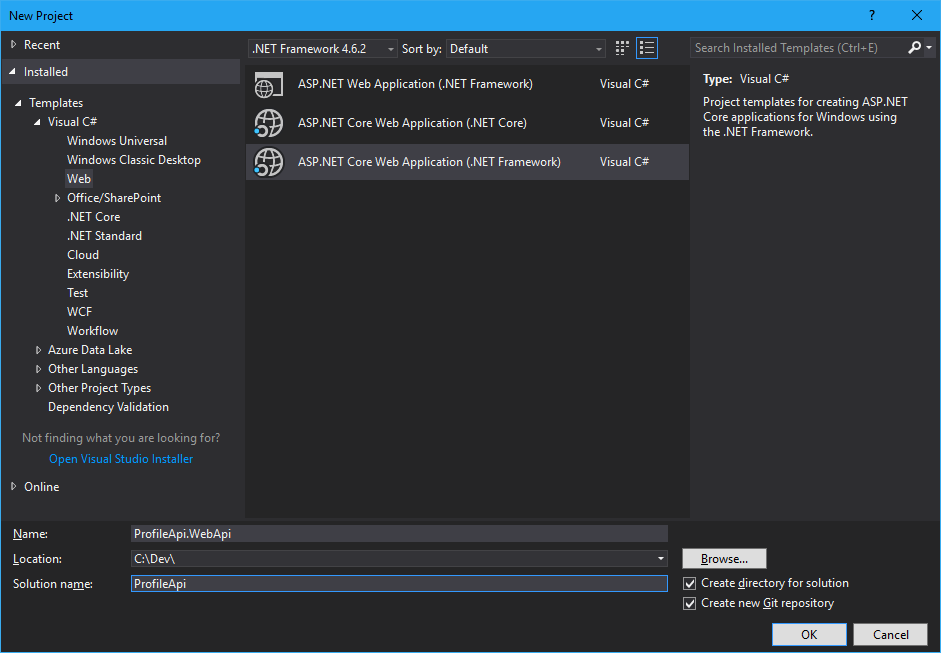 New Project
?
Recent
Installed
Templates
Visual C#
Windows Universal
Windows Classic Desktop
Web
Office/SharePoint
.NET Core
.NET Standard
Cloud
Extensibility
Test
WCF
Workflow
Azure Data Lake
Other Languages
Other Project Types
Dependency Validation
Not finding what you are looking for?
Open Visual Studio Installer
Online
.NET Framework 4.6.2 Sort by: Default
ASP.NET Web Application (.NET Framework) Visual C#
ASP.NET Core Web Application (.NET Core) Visual C#
ASP.NET Core Web Application (.NET Framework) Visual C#
Search Installed Templates (Ctrl+E)
Type: Visual C#
Project templates for creating ASP.NET
Core applications for Windows using
the .NET Framework.
Name: ProfileApi.WebApi
Location: C:\Dev\ Browse...
Solution name: ProfileApi
Create directory for solution
Create new Git repository
OK Cancel